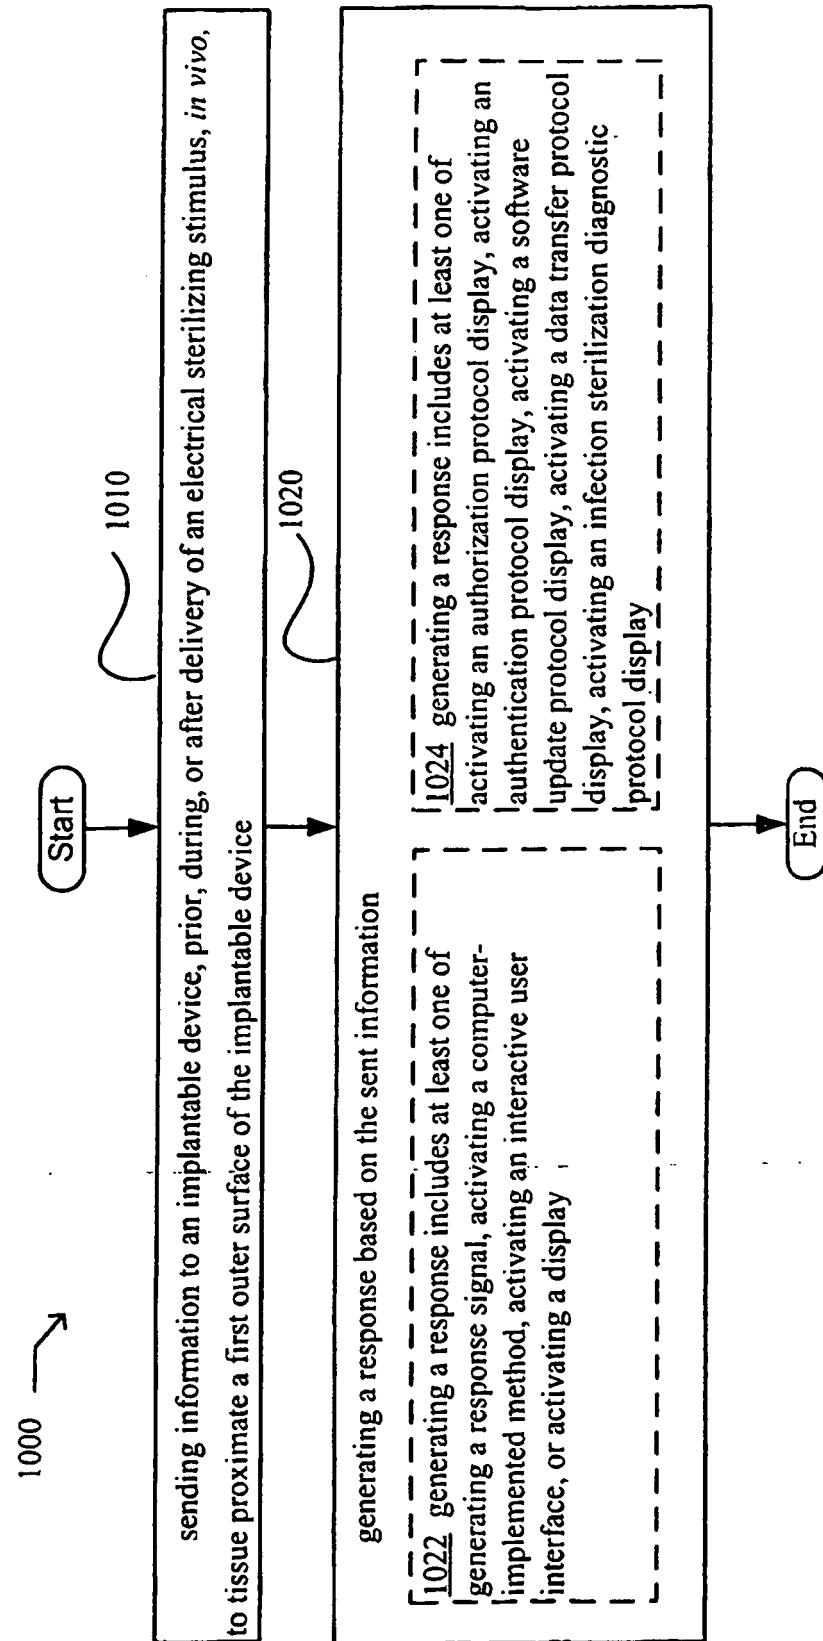 1000
Start
1010
sending information to an implantable device, prior, during, or after delivery of an electrical sterilizing stimulus, in vivo,
to tissue proximate a first outer surface of the implantable device
1020
generating a response based on the sent information
1022 generating a response includes at least one of
generating a response signal, activating a computer-
implemented method, activating an interactive user
interface, or activating a display
1024 generating a response includes at least one of
activating an authorization protocol display, activating an
authentication protocol display, activating a software
update protocol display, activating a data transfer protocol
display, activating an infection sterilization diagnostic
protocol display
End